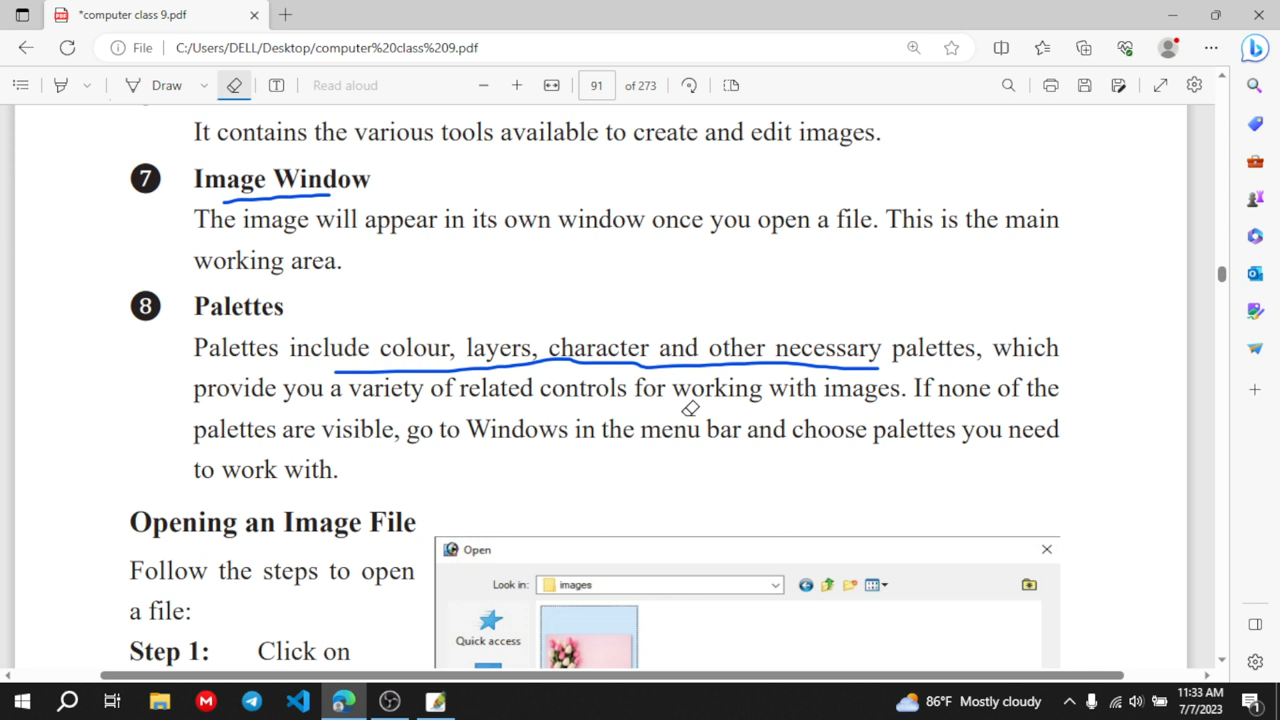 *computer class 9.pdf
File
C:/Users/DELL/Desktop/computer%20class%209.pdf
Draw
Read aloud
91
of 273
It contains the various tools available to create and edit images.
7 Image Window
The image will appear in its own window once you open a file. This is the main
working area.
8 Palettes
Palettes include colour, layers, character and other necessary palettes, which
provide you a variety of related controls for working with images. If none of the
palettes are visible, go to Windows in the menu bar and choose palettes you need
to work with.
Opening an Image File
Follow the steps to open
a file:
Step 1: Click on
Open
Look in:
images
Quick access
86°F Mostly cloudy
11:33 AM
7/7/2023